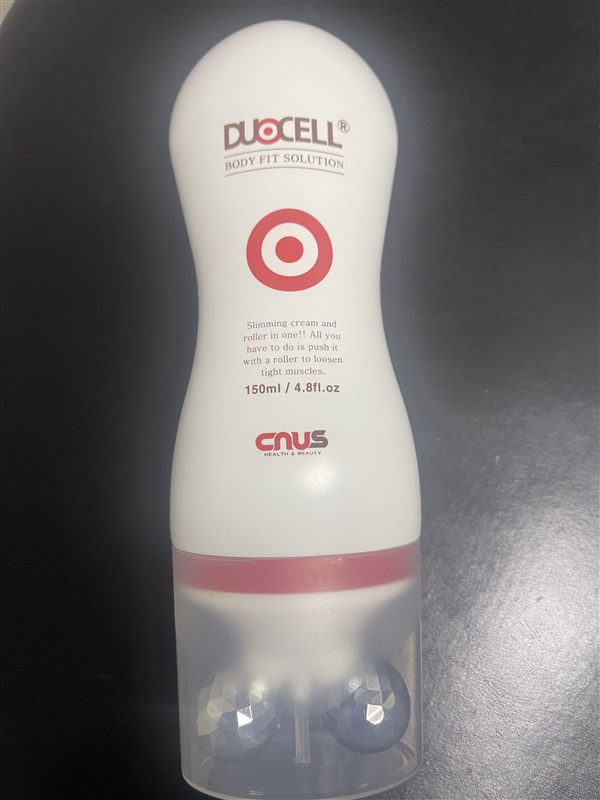 DUOCELL®
BODY FIT SOLUTION
Slimming cream and
roller in one!! All you
have to do is push it
with a roller to loosen
tight muscles.
150ml / 4.8fl.oz
CNUS
HEALTH & BEAUTY